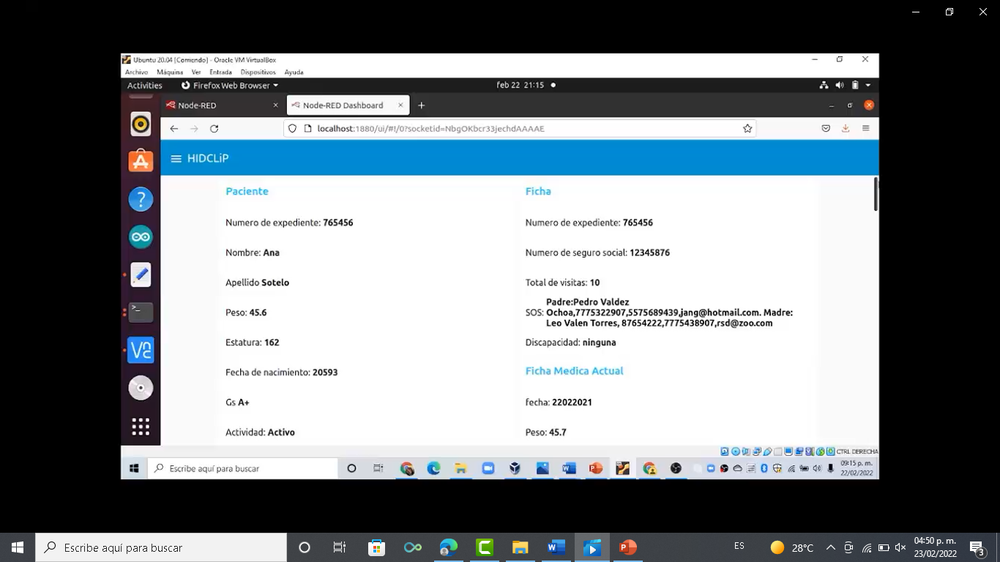 Ubuntu 20.04 [Corriendo] - Oracle VM VirtualBox
Archivo Máquina Ver Entrada Dispositivos Ayuda
Activities Firefox Web Browser feb 22 21:15
Node-RED Node-RED Dashboard
localhost:1880/ui/#!/0?socketid=NbgOKbcr33jechdAAAAE
HIDCLiP
Paciente
Numero de expediente: 765456
Nombre: Ana
Apellido Sotelo
Peso: 45.6
Estatura: 162
Fecha de nacimiento: 20593
Gs A+
Actividad: Activo
Ficha
Numero de expediente: 765456
Numero de seguro social: 12345876
Total de visitas: 10
Padre:Pedro Valdez
SOS: Ochoa,7775322907,5575689439,jang@hotmail.com. Madre:
Leo Valen Torres, 87654222,7775438907,rsd@zoo.com
Discapacidad: ninguna
Ficha Medica Actual
fecha: 22022021
Peso: 45.7
CTRL DERECHA
Escribe aquí para buscar
09:15 p. m.
22/02/2022
Escribe aquí para buscar
ES
28°C
04:50 p. m.
23/02/2022
3